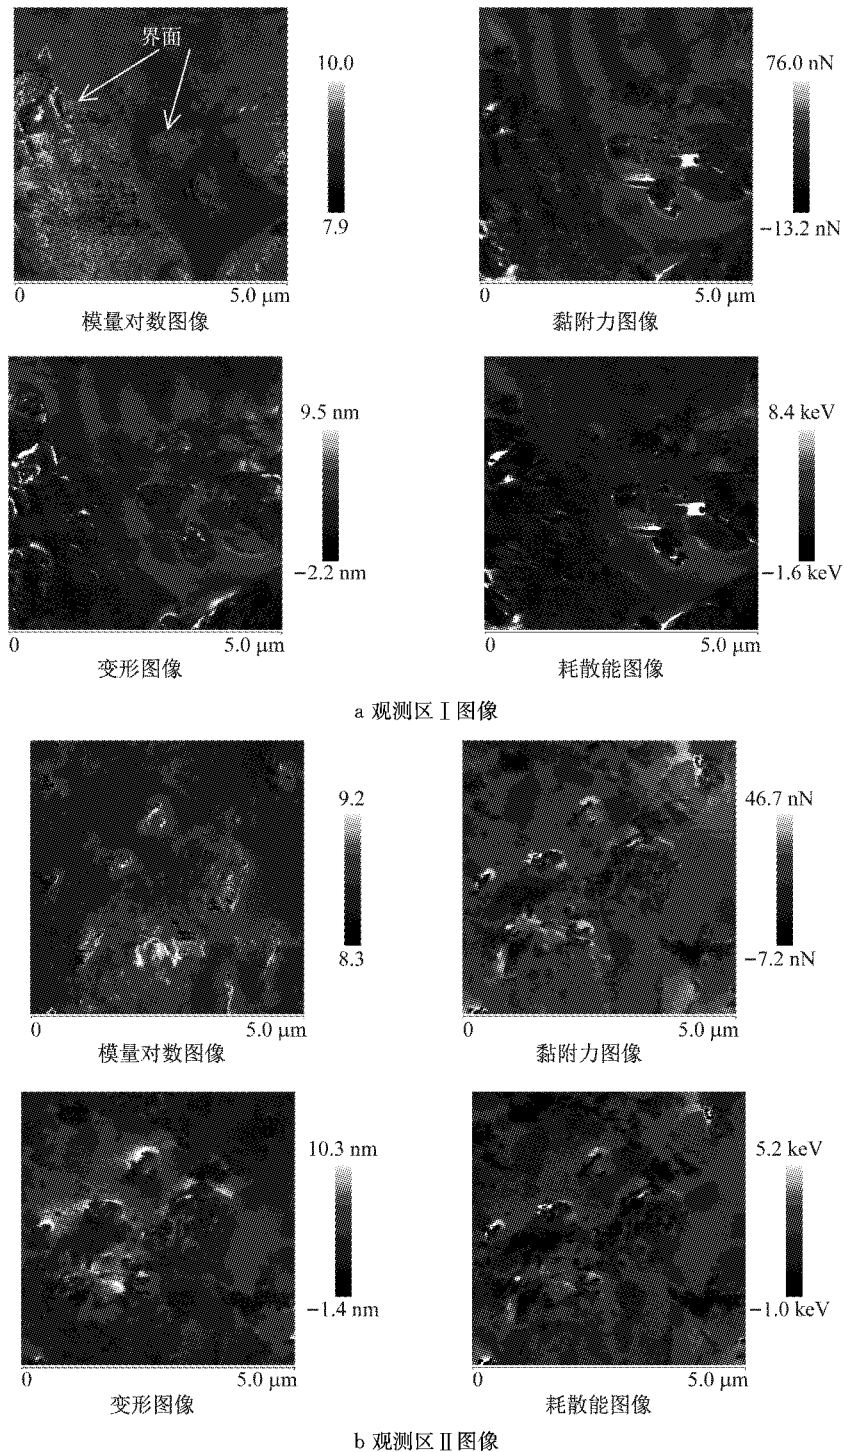 界面
10.0
7.9
0 5.0 μm
模量对数图像
76.0 nN
−13.2 nN
0 5.0 μm
黏附力图像
9.5 nm
−2.2 nm
0 5.0 μm
变形图像
8.4 keV
−1.6 keV
0 5.0 μm
耗散能图像
a 观测区Ⅰ图像
9.2
8.3
0 5.0 μm
模量对数图像
46.7 nN
−7.2 nN
0 5.0 μm
黏附力图像
10.3 nm
−1.4 nm
0 5.0 μm
变形图像
5.2 keV
−1.0 keV
0 5.0 μm
耗散能图像
b 观测区Ⅱ图像